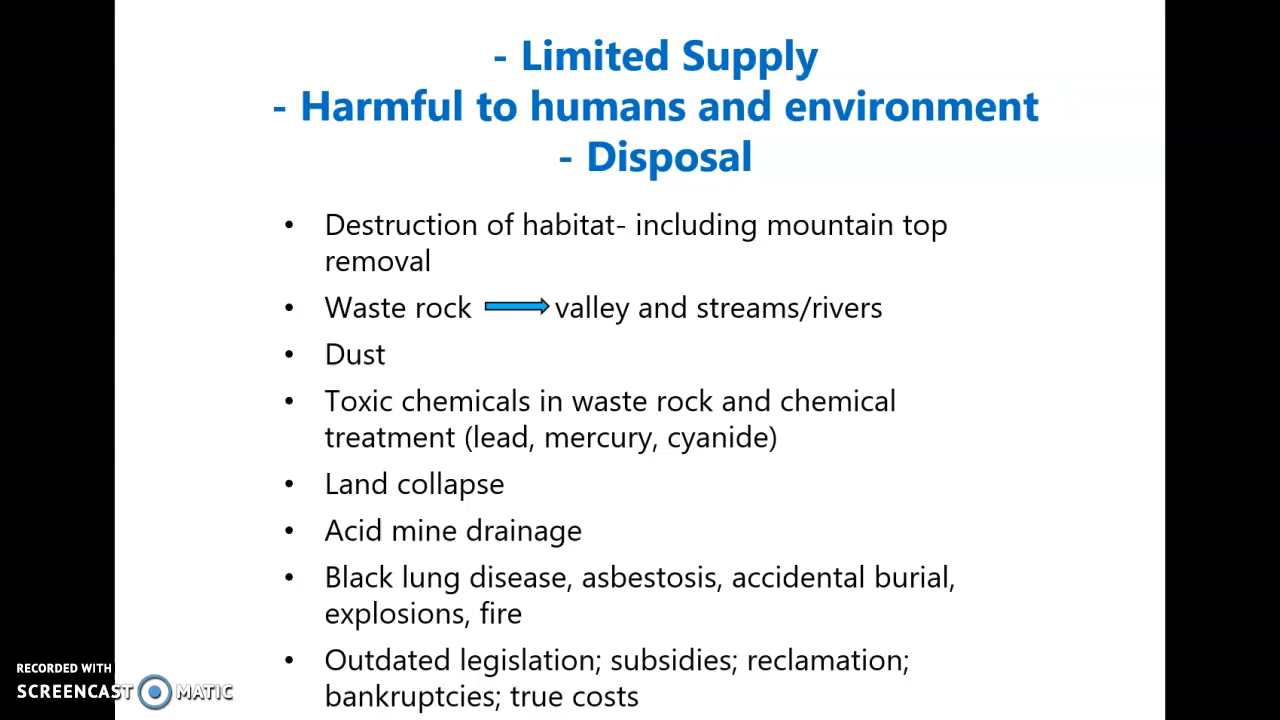 - Limited Supply
- Harmful to humans and environment
- Disposal
• Destruction of habitat- including mountain top
removal
• Waste rock valley and streams/rivers
• Dust
• Toxic chemicals in waste rock and chemical
treatment (lead, mercury, cyanide)
• Land collapse
• Acid mine drainage
• Black lung disease, asbestosis, accidental burial,
explosions, fire
• Outdated legislation; subsidies; reclamation;
bankruptcies; true costs
RECORDED WITH
SCREENCAST MATIC